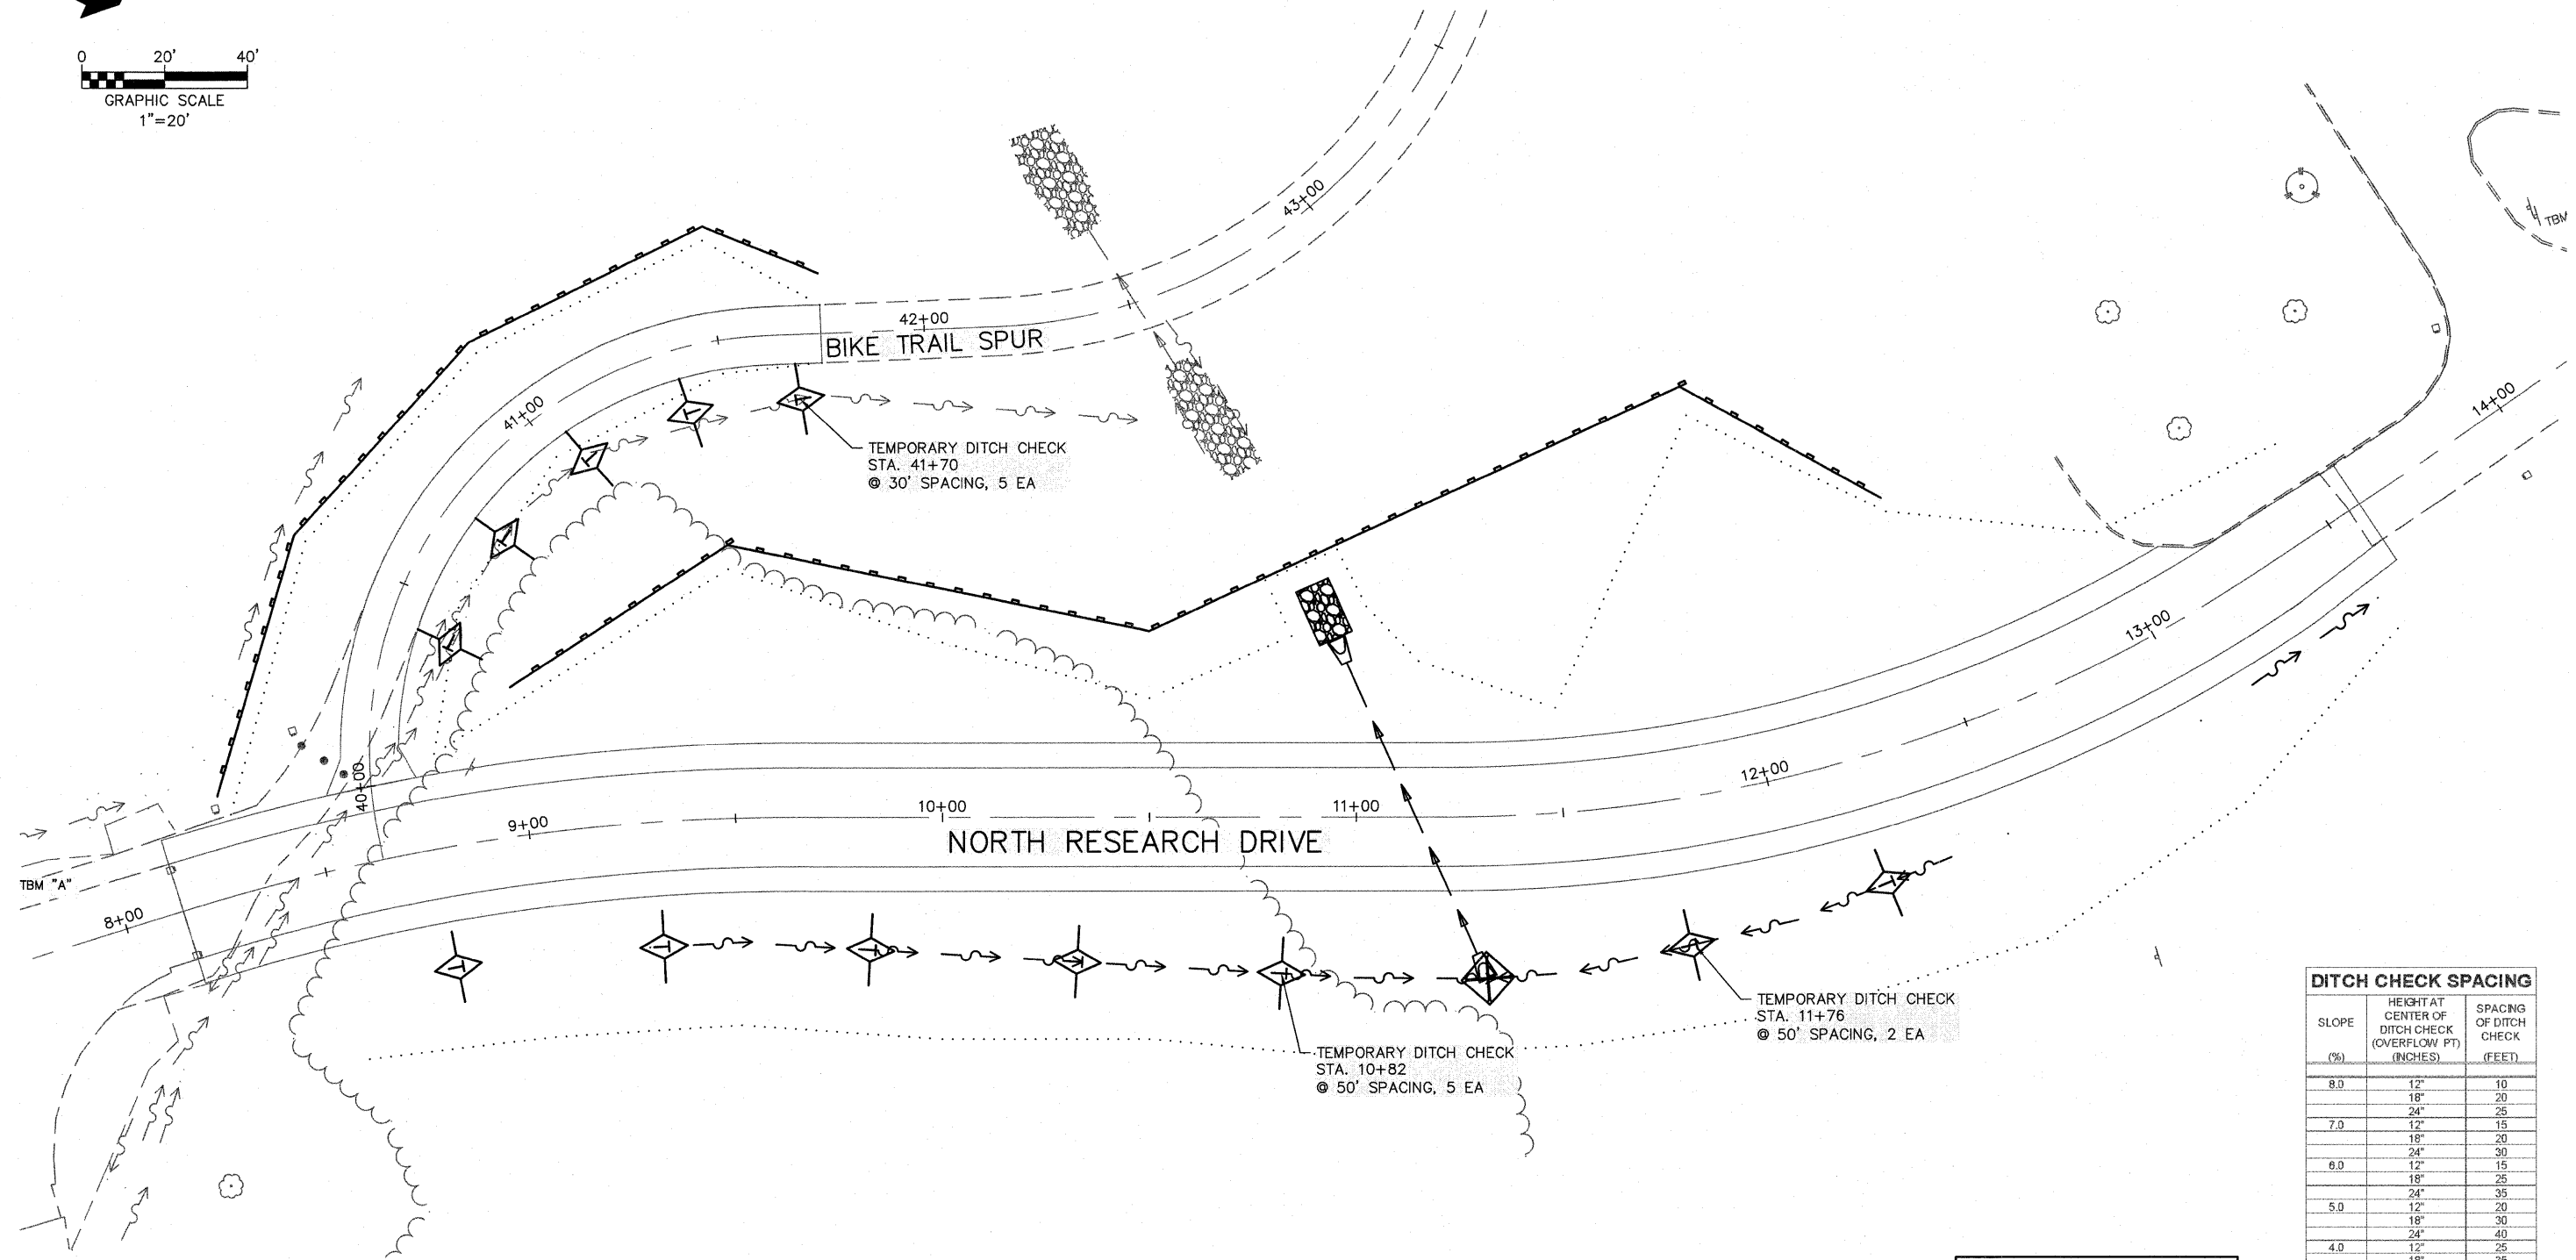 0 20' 40'
GRAPHIC SCALE
1"=20'
43+00
TBM
42+00
BIKE TRAIL SPUR
41+00
14+00
TEMPORARY DITCH CHECK
STA. 41+70
@ 30' SPACING, 5 EA
13+00
40+00
12+00
10+00
11+00
9+00
NORTH RESEARCH DRIVE
TBM "A"
8+00
TEMPORARY DITCH CHECK
STA. 11+76
@ 50' SPACING, 2 EA
TEMPORARY DITCH CHECK
STA. 10+82
@ 50' SPACING, 5 EA
DITCH CHECK SPACING
SLOPE (%)
HEIGHT AT CENTER OF DITCH CHECK (OVERFLOW PT) (INCHES)
SPACING OF DITCH CHECK (FEET)
8.0 12" 10
18" 20
24" 25
7.0 12" 15
18" 20
24" 30
6.0 12" 15
18" 25
24" 35
5.0 12" 20
18" 30
24" 40
4.0 12" 25